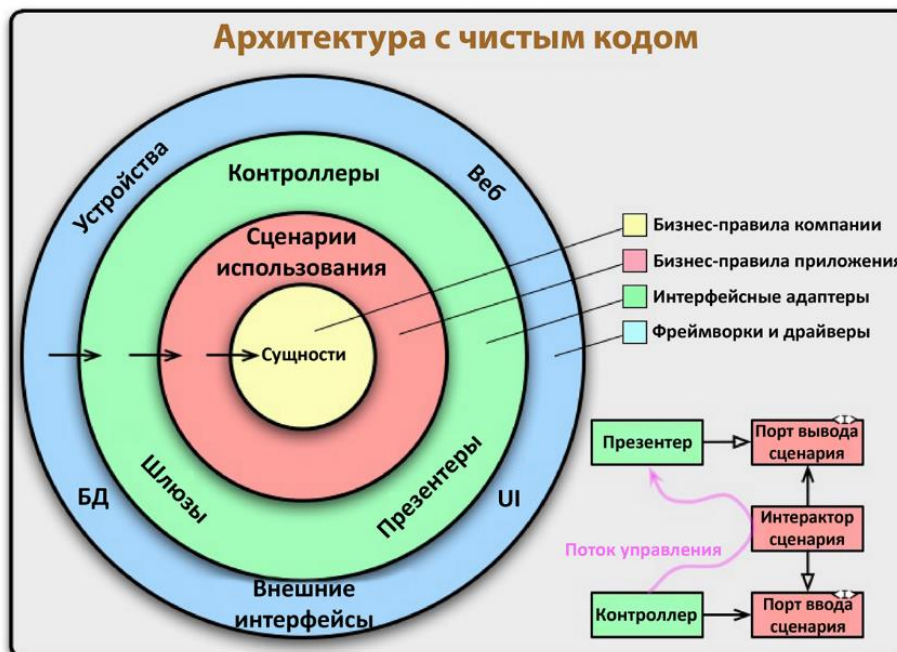 Архитектура с чистым кодом
Устройства
Контроллеры
Веб
Сценарии
использования
Сущности
БД
Шлюзы
Презентеры
UI
Внешние
интерфейсы
Бизнес-правила компании
Бизнес-правила приложения
Интерфейсные адаптеры
Фреймворки и драйверы
Презентер
Порт вывода
сценария
<I>
Поток управления
Интерактор
сценария
Контроллер
Порт ввода
сценария
<I>